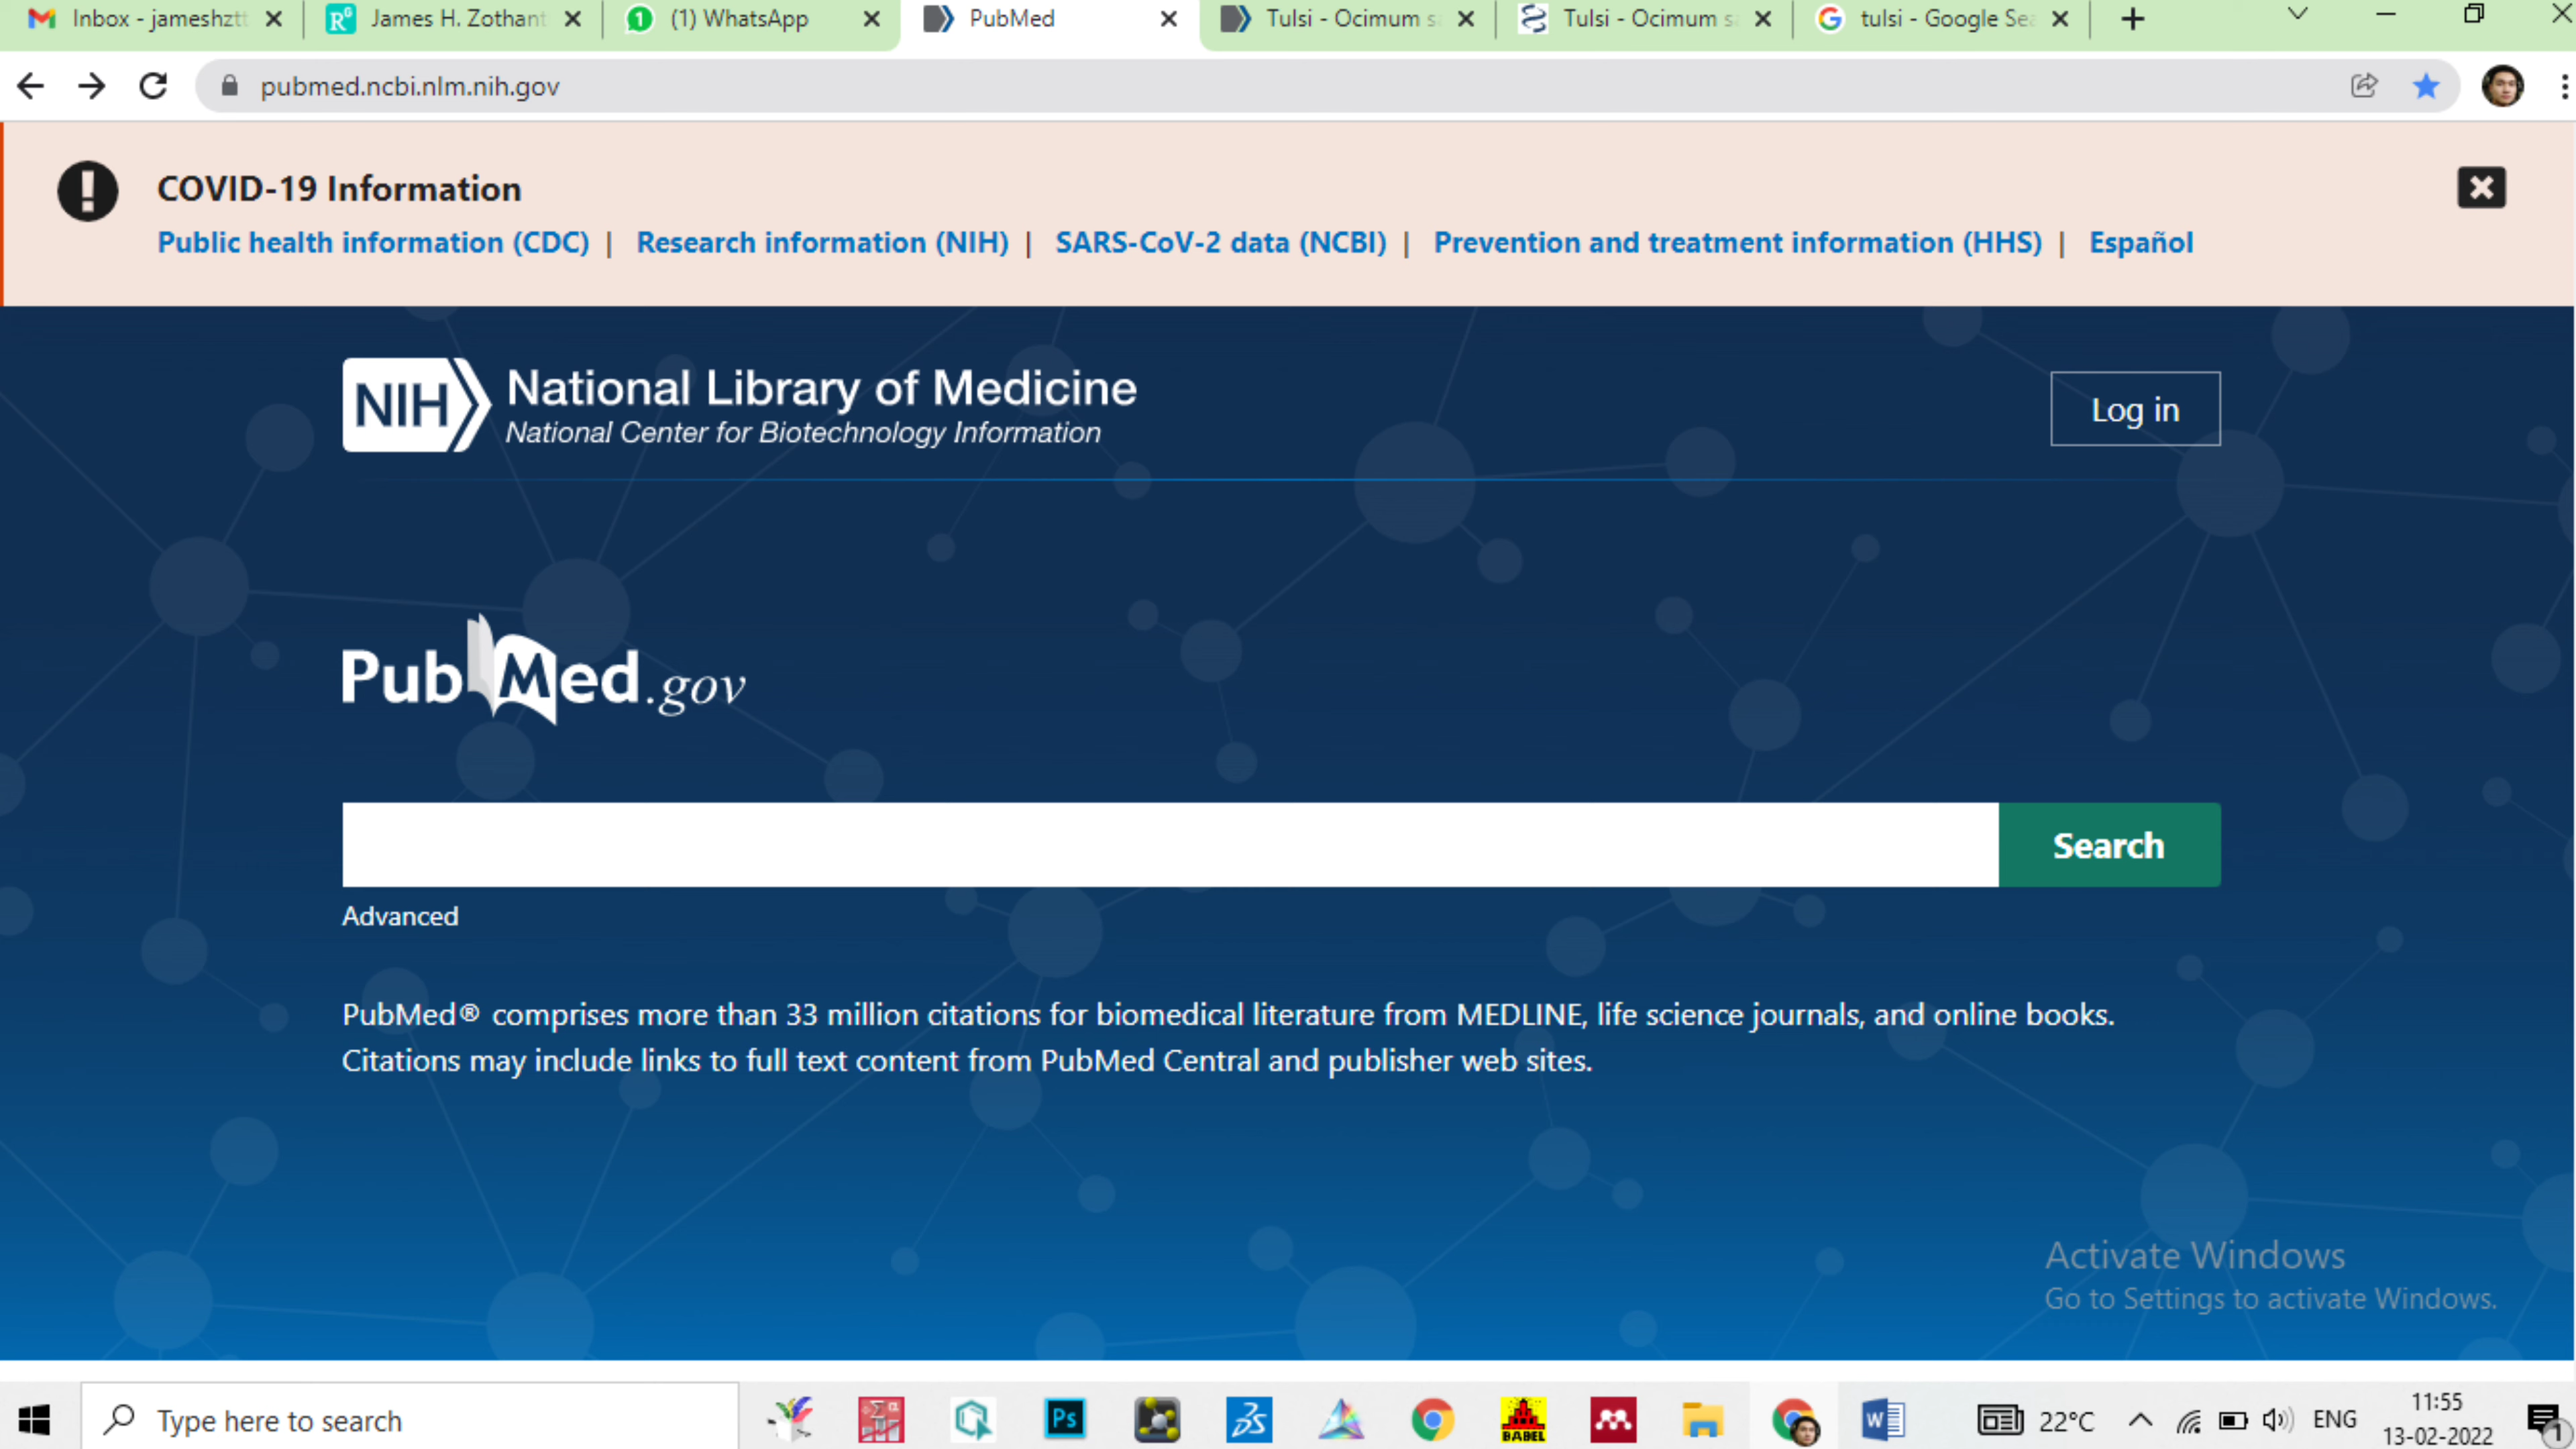 Inbox - jameshztt
James H. Zothant
(1) WhatsApp
PubMed
Tulsi - Ocimum s
Tulsi - Ocimum s
tulsi - Google Sea
pubmed.ncbi.nlm.nih.gov
COVID-19 Information
Public health information (CDC) | Research information (NIH) | SARS-CoV-2 data (NCBI) | Prevention and treatment information (HHS) | Español
NIH National Library of Medicine
National Center for Biotechnology Information
Log in
PubMed.gov
Search
Advanced
PubMed® comprises more than 33 million citations for biomedical literature from MEDLINE, life science journals, and online books.
Citations may include links to full text content from PubMed Central and publisher web sites.
Activate Windows
Go to Settings to activate Windows.
Type here to search
Ps
BABEL
W
22°C
ENG
11:55
13-02-2022
1